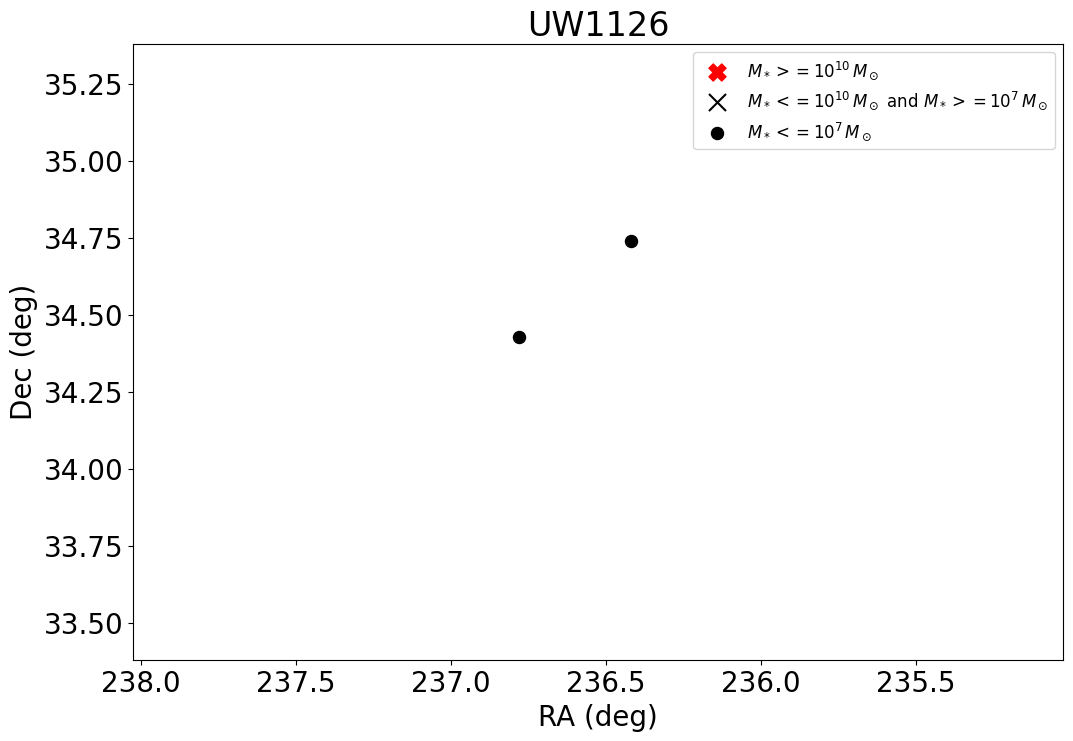 UW1126
M* >= 10^10 M⊙
M* <= 10^10 M⊙ and M* >= 10^7 M⊙
M* <= 10^7 M⊙
35.25
35.00
34.75
34.50
34.25
34.00
33.75
33.50
Dec (deg)
238.0 237.5 237.0 236.5 236.0 235.5
RA (deg)